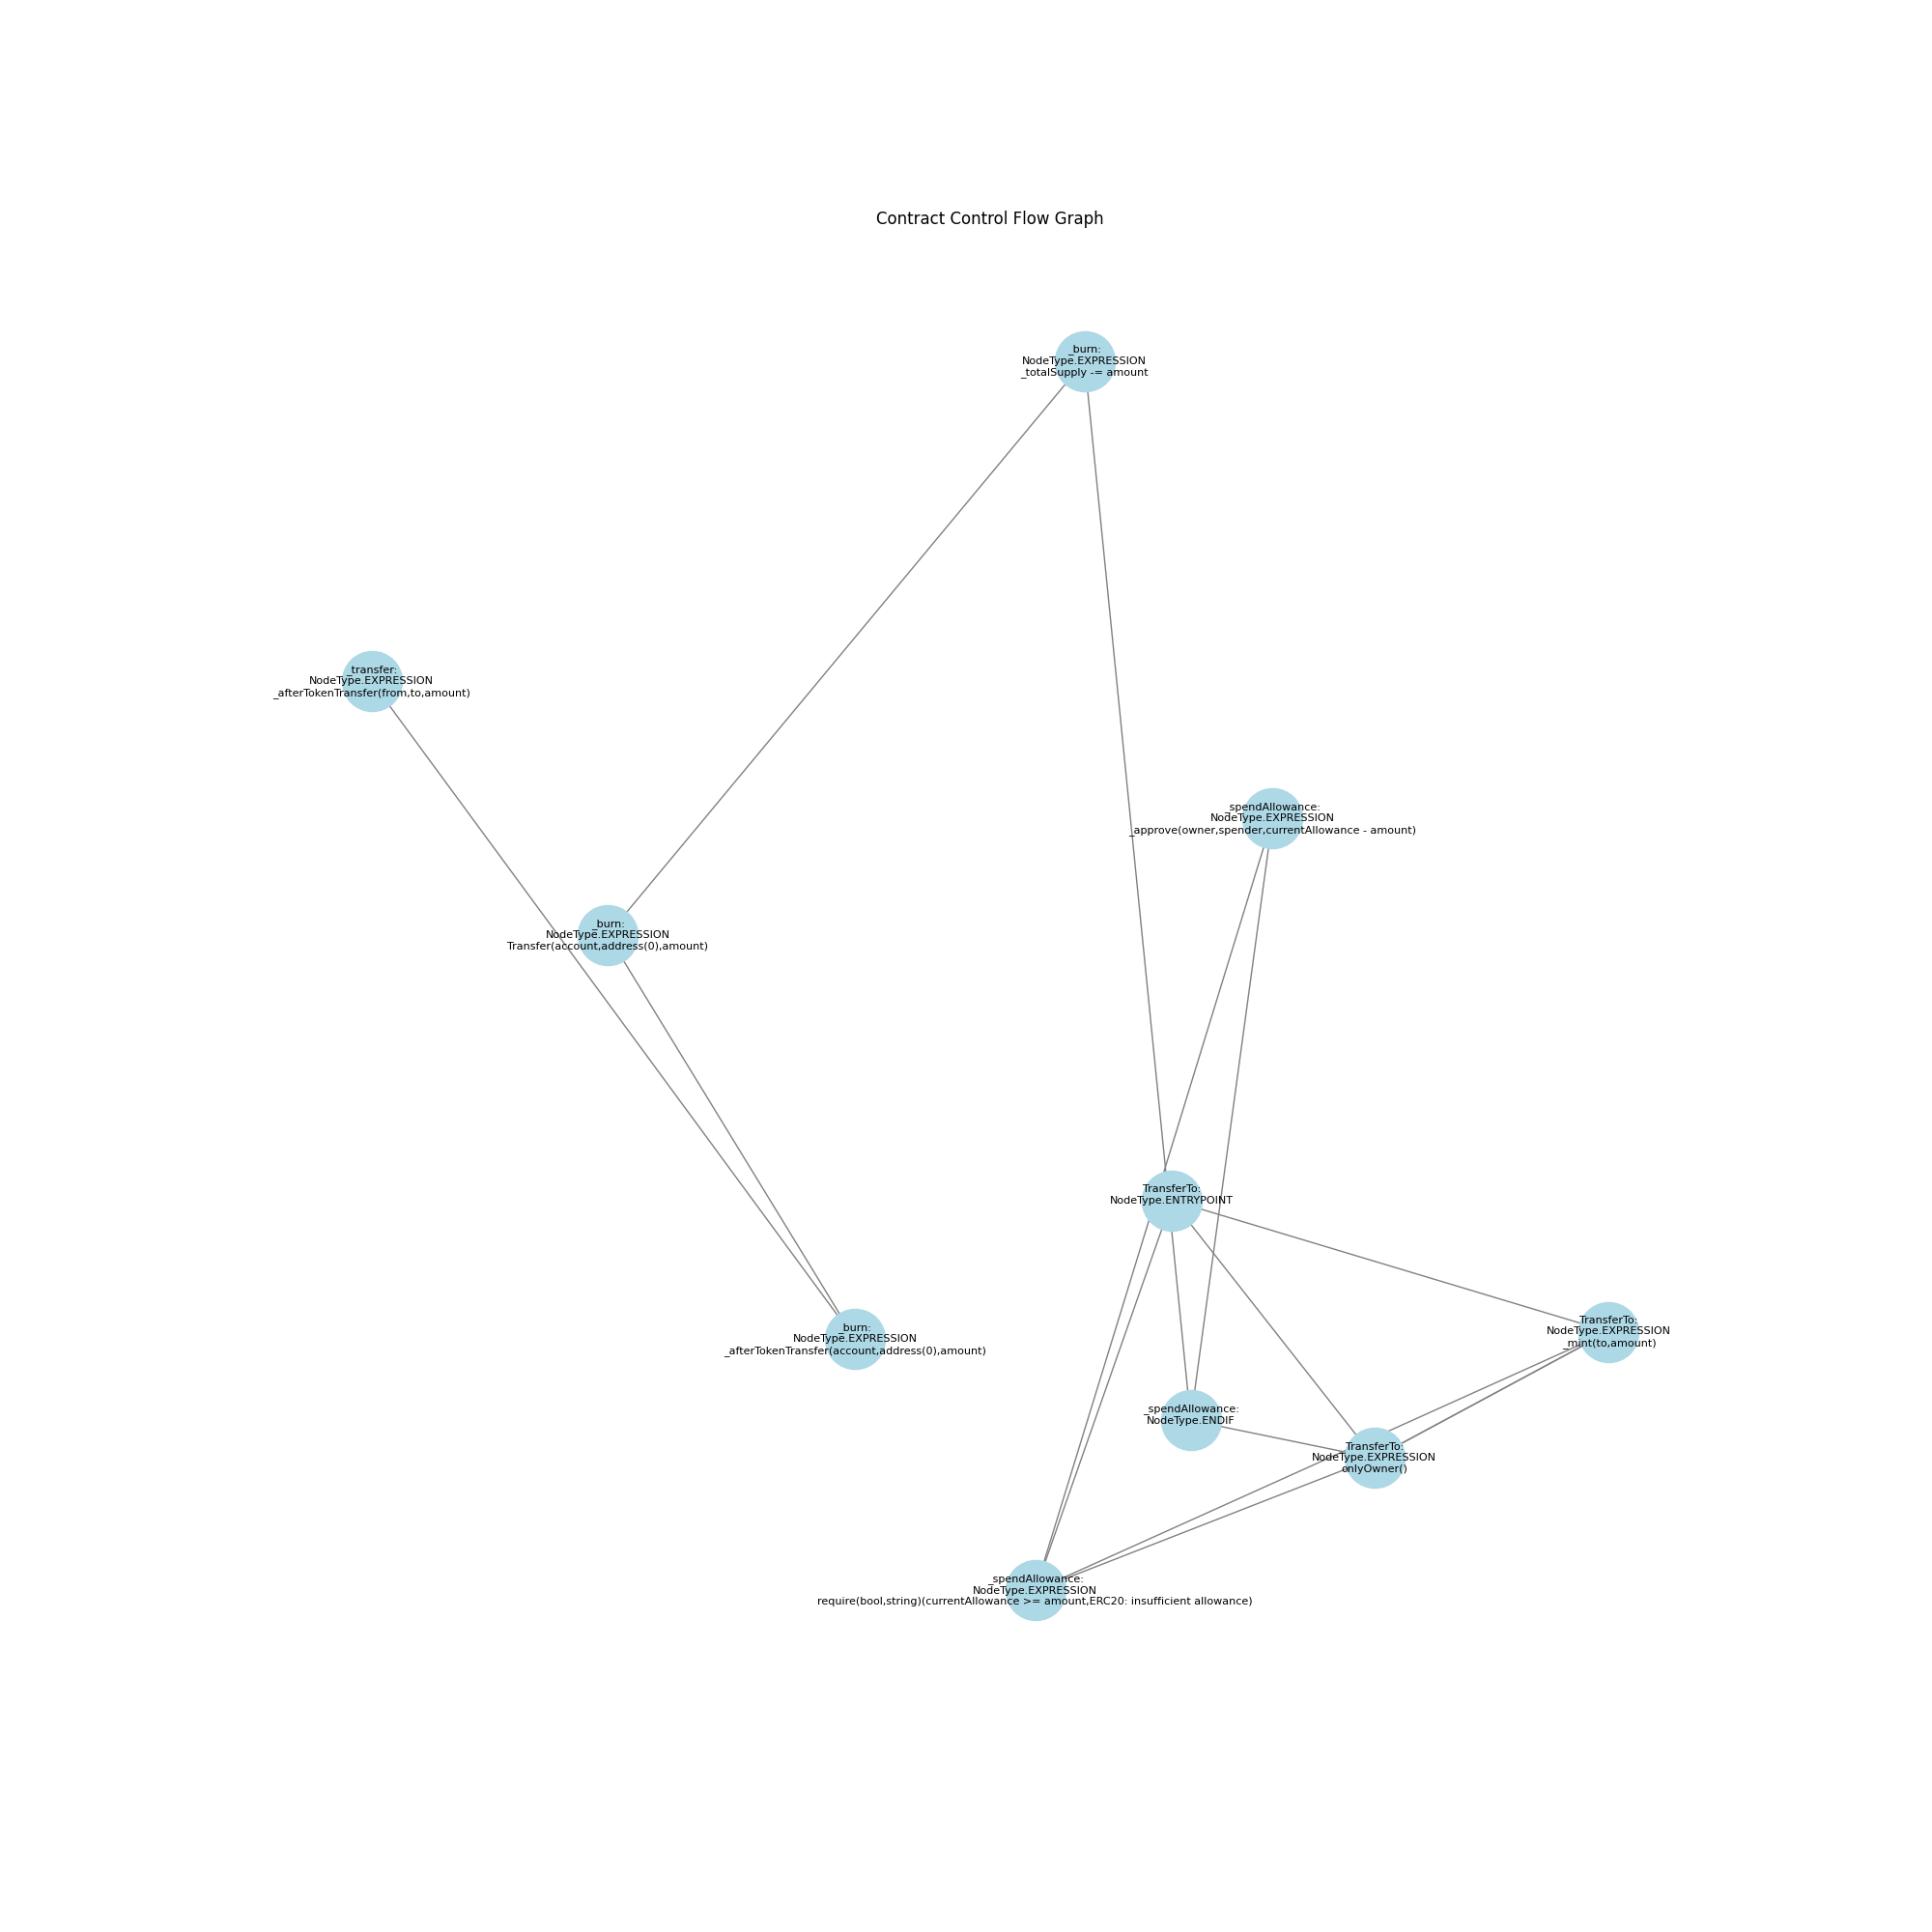 Contract Control Flow Graph
_burn:
NodeType.EXPRESSION
_totalSupply -= amount
_transfer:
NodeType.EXPRESSION
_afterTokenTransfer(from,to,amount)
_spendAllowance:
NodeType.EXPRESSION
_approve(owner,spender,currentAllowance - amount)
_burn:
NodeType.EXPRESSION
Transfer(account,address(0),amount)
TransferTo:
NodeType.ENTRYPOINT
_burn:
NodeType.EXPRESSION
_afterTokenTransfer(account,address(0),amount)
TransferTo:
NodeType.EXPRESSION
_mint(to,amount)
_spendAllowance:
NodeType.ENDIF
TransferTo:
NodeType.EXPRESSION
onlyOwner()
_spendAllowance:
NodeType.EXPRESSION
require(bool,string)(currentAllowance >= amount,ERC20: insufficient allowance)